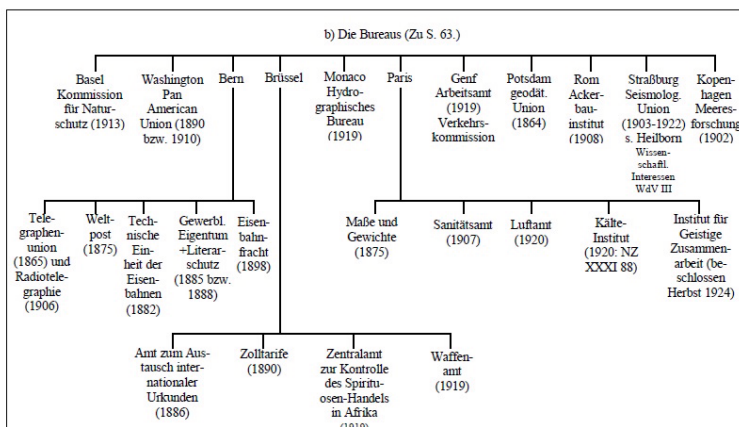 b) Die Bureaus (Zu S. 63.)
Basel
Kommission
für Natur-
schutz (1913)
Washington
Pan
American
Union (1890
bzw. 1910)
Bern
Brüssel
Monaco
Hydro-
graphisches
Bureau
(1919)
Paris
Genf
Arbeitsamt
(1919)
Verkehrs-
kommission
Potsdam
geodät.
Union
(1864)
Rom
Acker-
bau-
institut
(1908)
Straßburg
Seismolog.
Union
(1903-1922)
s. Heilborn
Wissen-
schaftl.
Interessen
WdV III
Kopen-
hagen
Meeres-
forschung
(1902)
Tele-
graphen-
union
(1865) und
Radiotele-
graphie
(1906)
Welt-
post
(1875)
Tech-
nische
Ein-
heit der
Eisen-
bahnen
(1882)
Gewerbl.
Eigentum
+Literar-
schutz
(1885 bzw.
1888)
Eisen-
bahn-
fracht
(1898)
Maße und
Gewichte
(1875)
Sanitätsamt
(1907)
Luftamt
(1920)
Kälte-
Institut
(1920: NZ
XXXI 88)
Institut für
Geistige
Zusammen-
arbeit (be-
schlossen
Herbst 1924)
Amt zum Aus-
tausch inter-
nationaler
Urkunden
(1886)
Zolltarife
(1890)
Zentralamt
zur Kontrolle
des Spiritu-
osen-Handels
in Afrika
(1919)
Waffen-
amt
(1919)